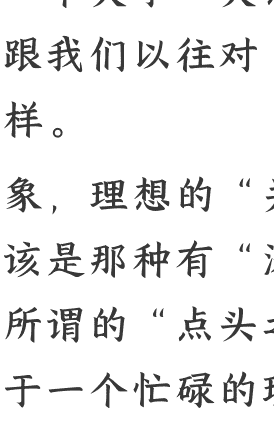 跟我们以往对
样。
象，理想的“
该是那种有“
所谓的“点头
于一个忙碌的